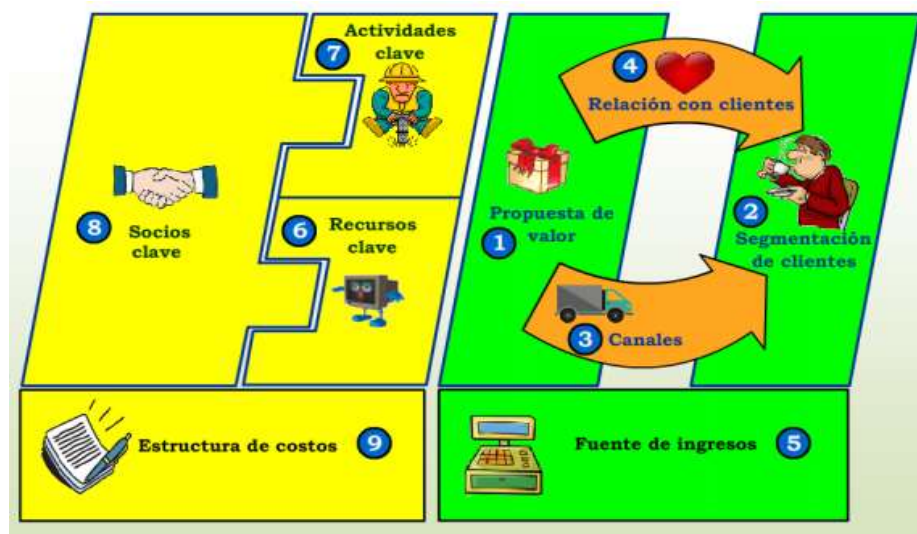 7
Actividades
clave
4
Relación con clientes
8
Socios
clave
6
Recursos
clave
Propuesta de
1
valor
2
Segmentación
de clientes
3
Canales
Estructura de costos
9
Fuente de ingresos
5